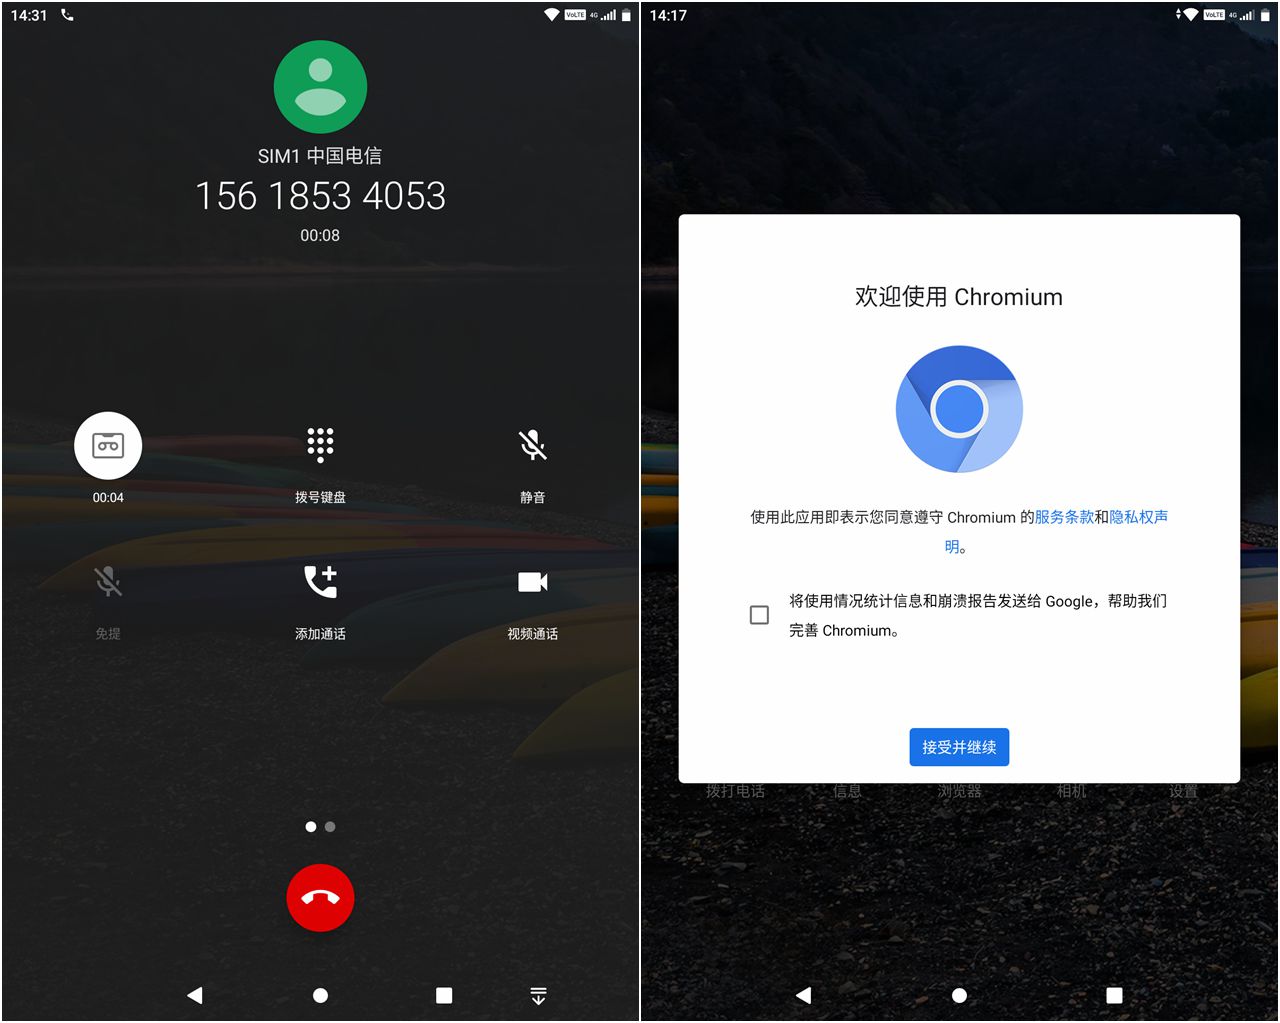 14:31
VoLTE 4G
SIM1 中国电信
156 1853 4053
00:08
00:04
拨号键盘
静音
免提
添加通话
视频通话
14:17
VoLTE 4G
欢迎使用 Chromium
使用此应用即表示您同意遵守 Chromium 的服务条款和隐私权声
明。
将使用情况统计信息和崩溃报告发送给 Google，帮助我们
完善 Chromium。
接受并继续
拨打电话
信息
浏览器
相机
设置